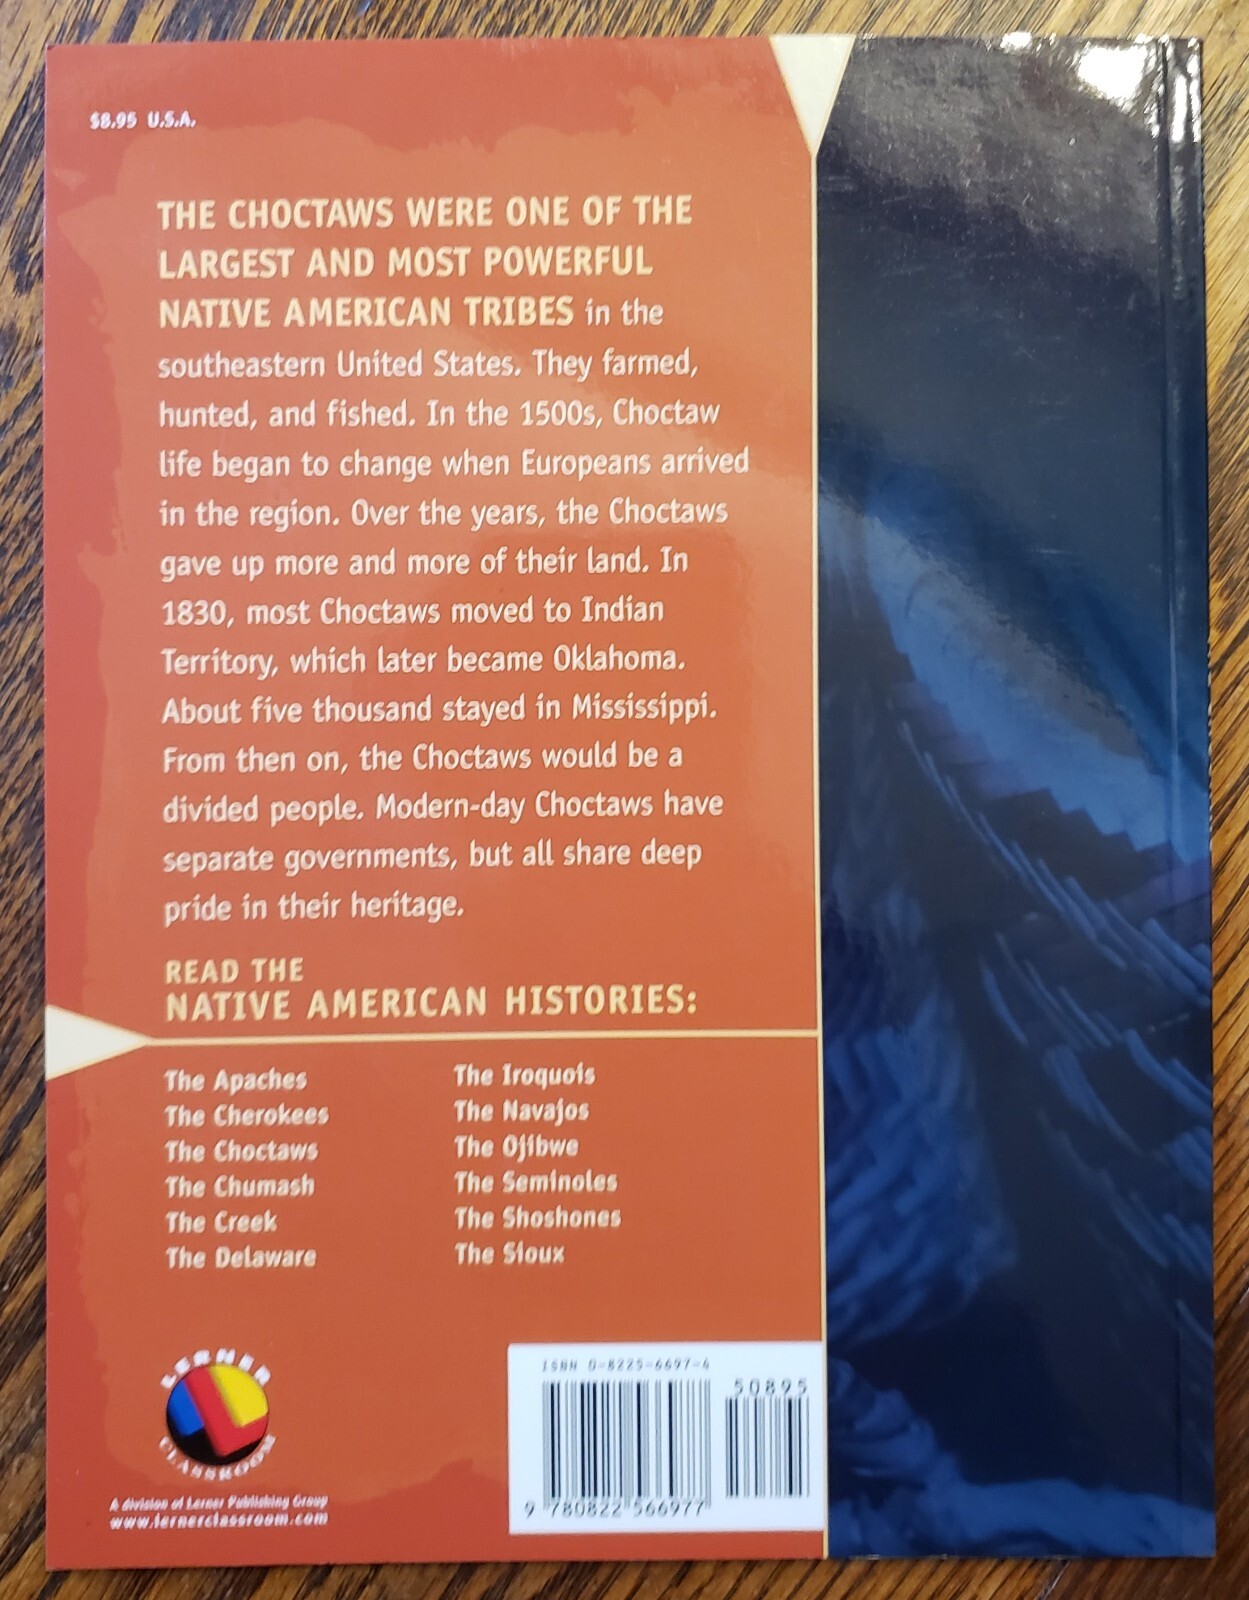 $8.95 U.S.A.
THE CHOCTAWS WERE ONE OF THE
LARGEST AND MOST POWERFUL
NATIVE AMERICAN TRIBES in the
southeastern United States. They farmed,
hunted, and fished. In the 1500s, Choctaw
life began to change when Europeans arrived
in the region. Over the years, the Choctaws
gave up more and more of their land. In
1830, most Choctaws moved to Indian
Territory, which later became Oklahoma.
About five thousand stayed in Mississippi.
From then on, the Choctaws would be a
divided people. Modern-day Choctaws have
separate governments, but all share deep
pride in their heritage.
READ THE
NATIVE AMERICAN HISTORIES:
The Apaches
The Cherokees
The Choctaws
The Chumash
The Creek
The Delaware
The Iroquois
The Navajos
The Ojibwe
The Seminoles
The Shoshones
The Sioux
LERNER
CLASSROOM
A division of Lerner Publishing Group
www.lernerclassroom.com
ISBN 0-8225-6697-4
50895
9 780822 566977